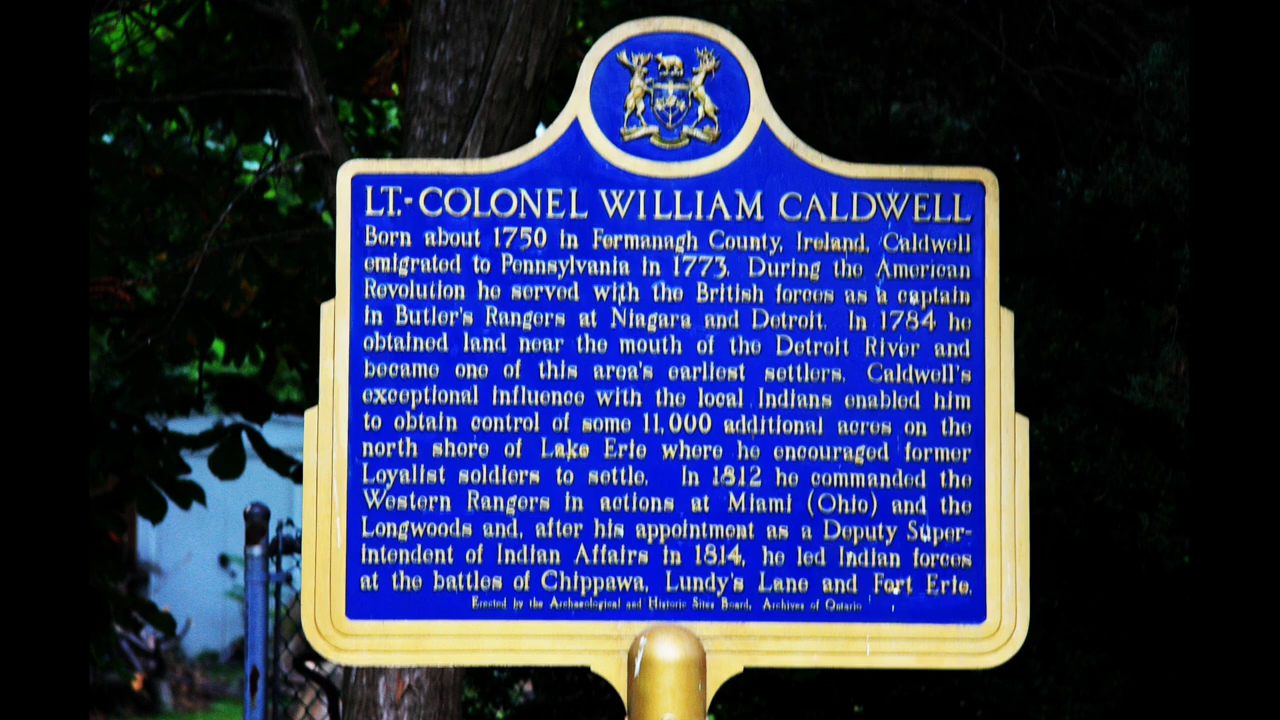 LT.-COLONEL WILLIAM CALDWELL
Born about 1750 in Fermanagh County, Ireland, Caldwell
emigrated to Pennsylvania in 1773. During the American
Revolution he served with the British forces as a captain
in Butler's Rangers at Niagara and Detroit. In 1784 he
obtained land near the mouth of the Detroit River and
became one of this area's earliest settlers. Caldwell's
exceptional influence with the local Indians enabled him
to obtain control of some 11,000 additional acres on the
north shore of Lake Erie where he encouraged former
Loyalist soldiers to settle. In 1812 he commanded the
Western Rangers in actions at Miami (Ohio) and the
Longwoods and, after his appointment as a Deputy Super-
intendent of Indian Affairs in 1814, he led Indian forces
at the battles of Chippawa, Lundy's Lane and Fort Erie.
Erected by the Archaeological and Historic Sites Board, Archives of Ontario